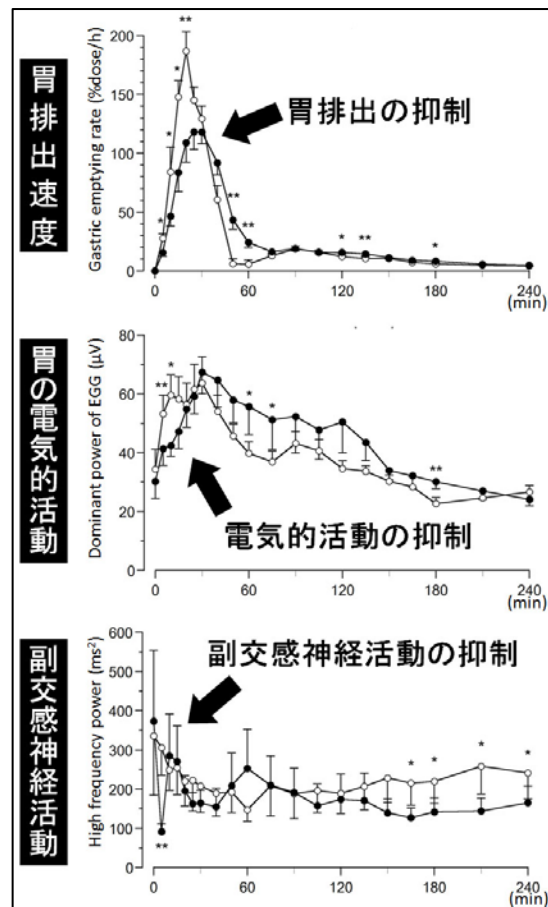 胃排出速度
Gastric emptying rate (%dose/h)
200
150
100
50
0
* * * ** ** ** * ** *
胃排出の抑制
0 60 120 180 240
(min)
胃の電気的活動
Dominant power of EGG (μV)
80
60
40
20
0
** * * * **
電気的活動の抑制
0 60 120 180 240
(min)
副交感神経活動
High frequency power (ms²)
600
500
400
300
200
100
0
副交感神経活動の抑制
** * * * *
0 60 120 180 240
(min)